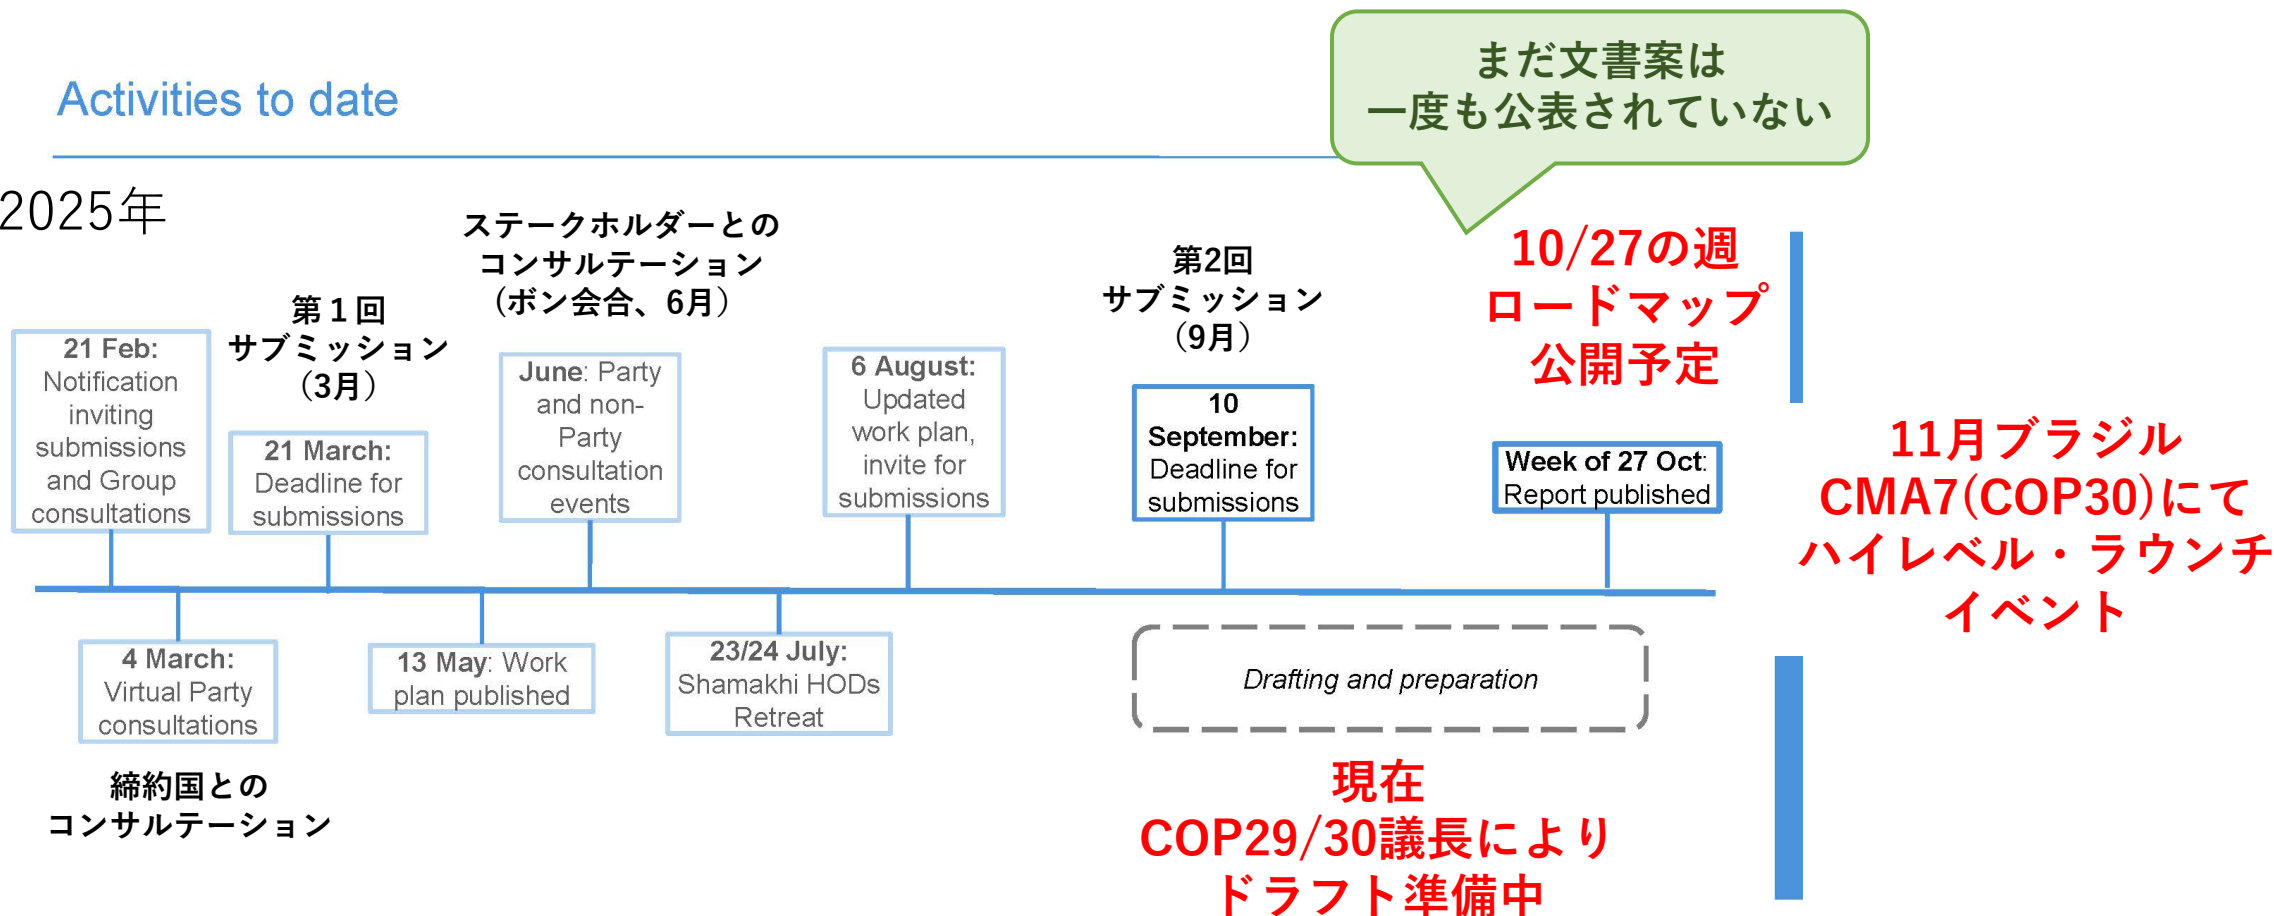 Activities to date
まだ文書案は
一度も公表されていない
2025年
21 Feb:
Notification
inviting
submissions
and Group
consultations
第１回
サブミッション
（3月）
21 March:
Deadline for
submissions
ステークホルダーとの
コンサルテーション
（ボン会合、6月）
June: Party
and non-
Party
consultation
events
6 August:
Updated
work plan,
invite for
submissions
第2回
サブミッション
（9月）
10
September:
Deadline for
submissions
10/27の週
ロードマップ
公開予定
Week of 27 Oct:
Report published
11月ブラジル
CMA7(COP30)にて
ハイレベル・ラウンチ
イベント
4 March:
Virtual Party
consultations
締約国との
コンサルテーション
13 May: Work
plan published
23/24 July:
Shamakhi HODs
Retreat
Drafting and preparation
現在
COP29/30議長により
ドラフト準備中